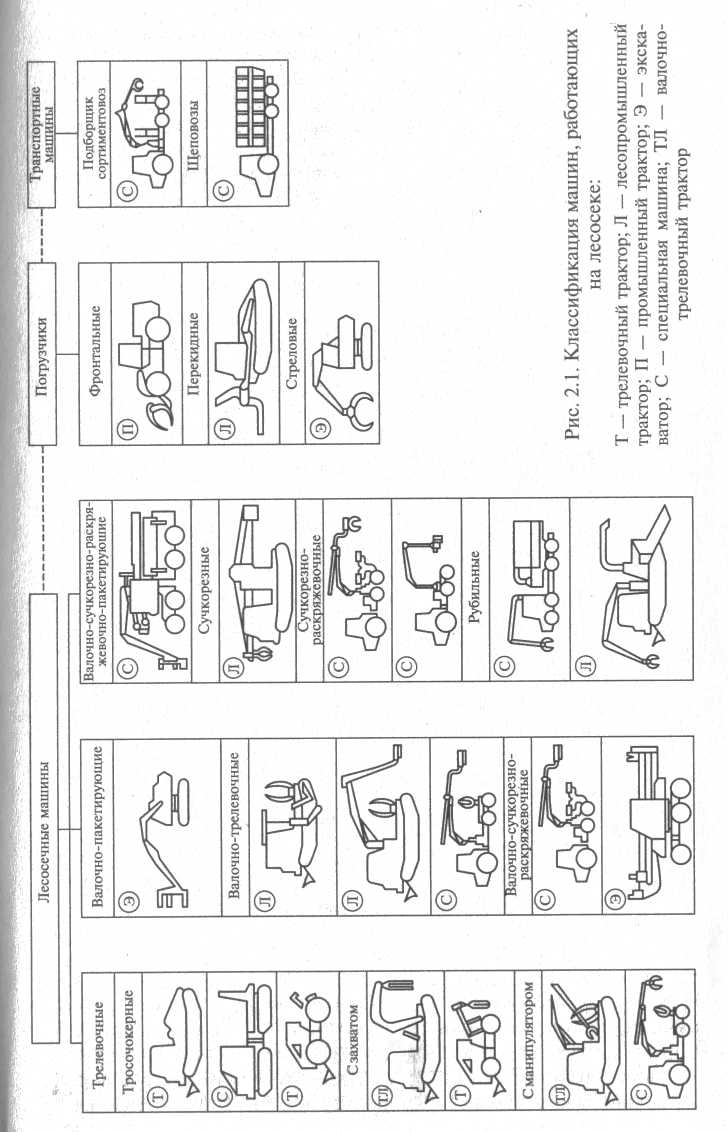 Лесосечные машины
Погрузчики
Транспортные
машины
Трелевочные
Тросочокерные
Т
С
Т
С захватом
ТЛ
Т
С манипулятором
ТЛ
С
Валочно-пакетирующие
Э
Валочно-трелевочные
Л
Л
С
Валочно-сучкорезно-
раскряжевочные
С
Э
Валочно-сучкорезно-раскря-
жевочно-пакетирующие
С
Сучкорезные
Л
Сучкорезно-
раскряжевочные
С
С
Рубильные
С
Л
Фронтальные
П
Перекидные
Л
Стреловые
Э
Подборщик
сортиментовоз
С
Щеповозы
С
Рис. 2.1. Классификация машин, работающих
на лесосеке:
Т — трелевочный трактор; Л — лесопромышленный
трактор; П — промышленный трактор; Э — экска-
ватор; С — специальная машина; ТЛ — валочно-
трелевочный трактор